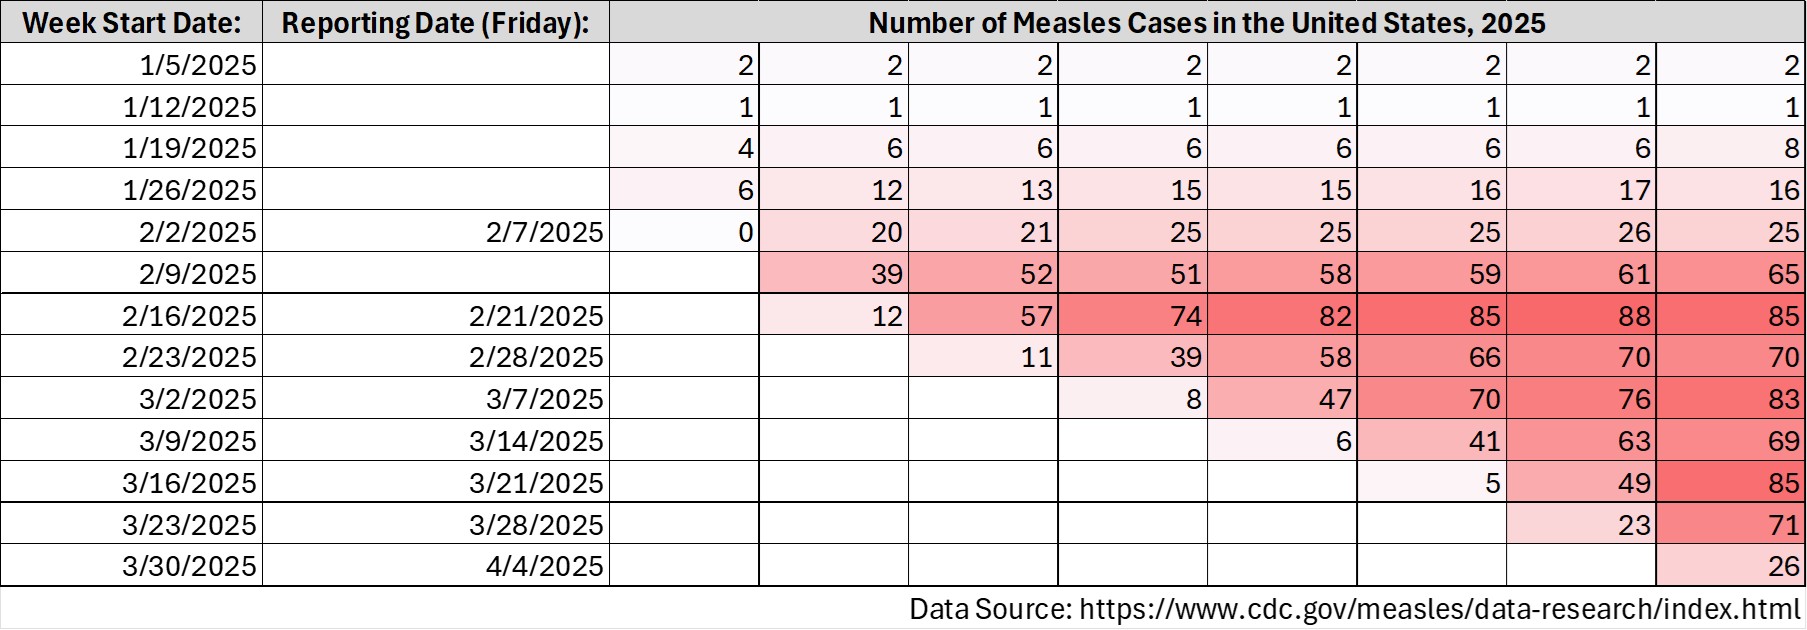 Week Start Date: Reporting Date (Friday): Number of Measles Cases in the United States, 2025
1/5/2025 2 2 2 2 2 2 2 2
1/12/2025 1 1 1 1 1 1 1 1
1/19/2025 4 6 6 6 6 6 6 8
1/26/2025 6 12 13 15 15 16 17 16
2/2/2025 2/7/2025 0 20 21 25 25 25 26 25
2/9/2025 39 52 51 58 59 61 65
2/16/2025 2/21/2025 12 57 74 82 85 88 85
2/23/2025 2/28/2025 11 39 58 66 70 70
3/2/2025 3/7/2025 8 47 70 76 83
3/9/2025 3/14/2025 6 41 63 69
3/16/2025 3/21/2025 5 49 85
3/23/2025 3/28/2025 23 71
3/30/2025 4/4/2025 26
Data Source: https://www.cdc.gov/measles/data-research/index.html